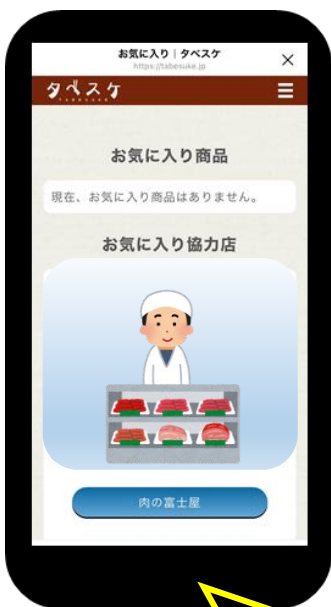 お気に入り｜タベスケ
https://tabesuke.jp
タベスケ
TABESUKE
お気に入り商品
現在、お気に入り商品はありません。
お気に入り協力店
肉の富士屋